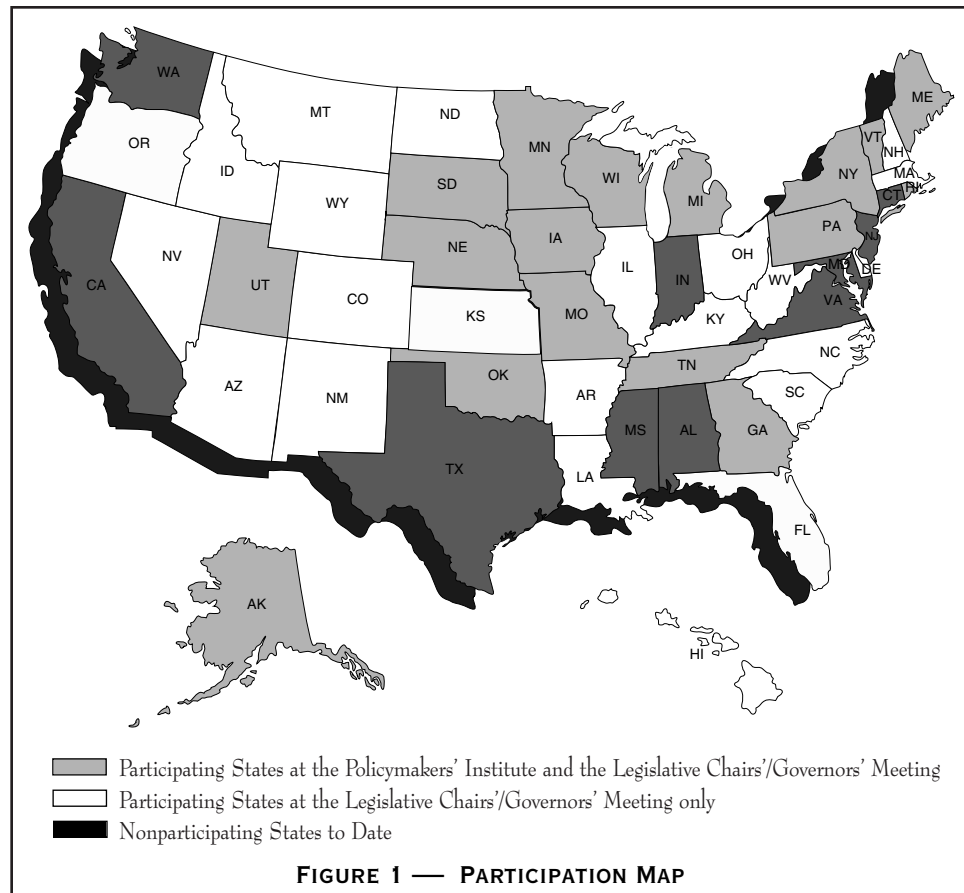 WA
ME
MT
ND
VT
MN
OR
NH
ID
MA
WI
NY
SD
RI
CT
WY
MI
PA
IA
NE
NJ
OH
NV
IL
IN
MD
DE
UT
WV
CA
CO
VA
KS
MO
KY
NC
TN
OK
AZ
AR
NM
SC
MS
AL
GA
TX
LA
FL
AK
HI
Participating States at the Policymakers' Institute and the Legislative Chairs'/Governors' Meeting
Participating States at the Legislative Chairs'/Governors' Meeting only
Nonparticipating States to Date
FIGURE 1 — PARTICIPATION MAP